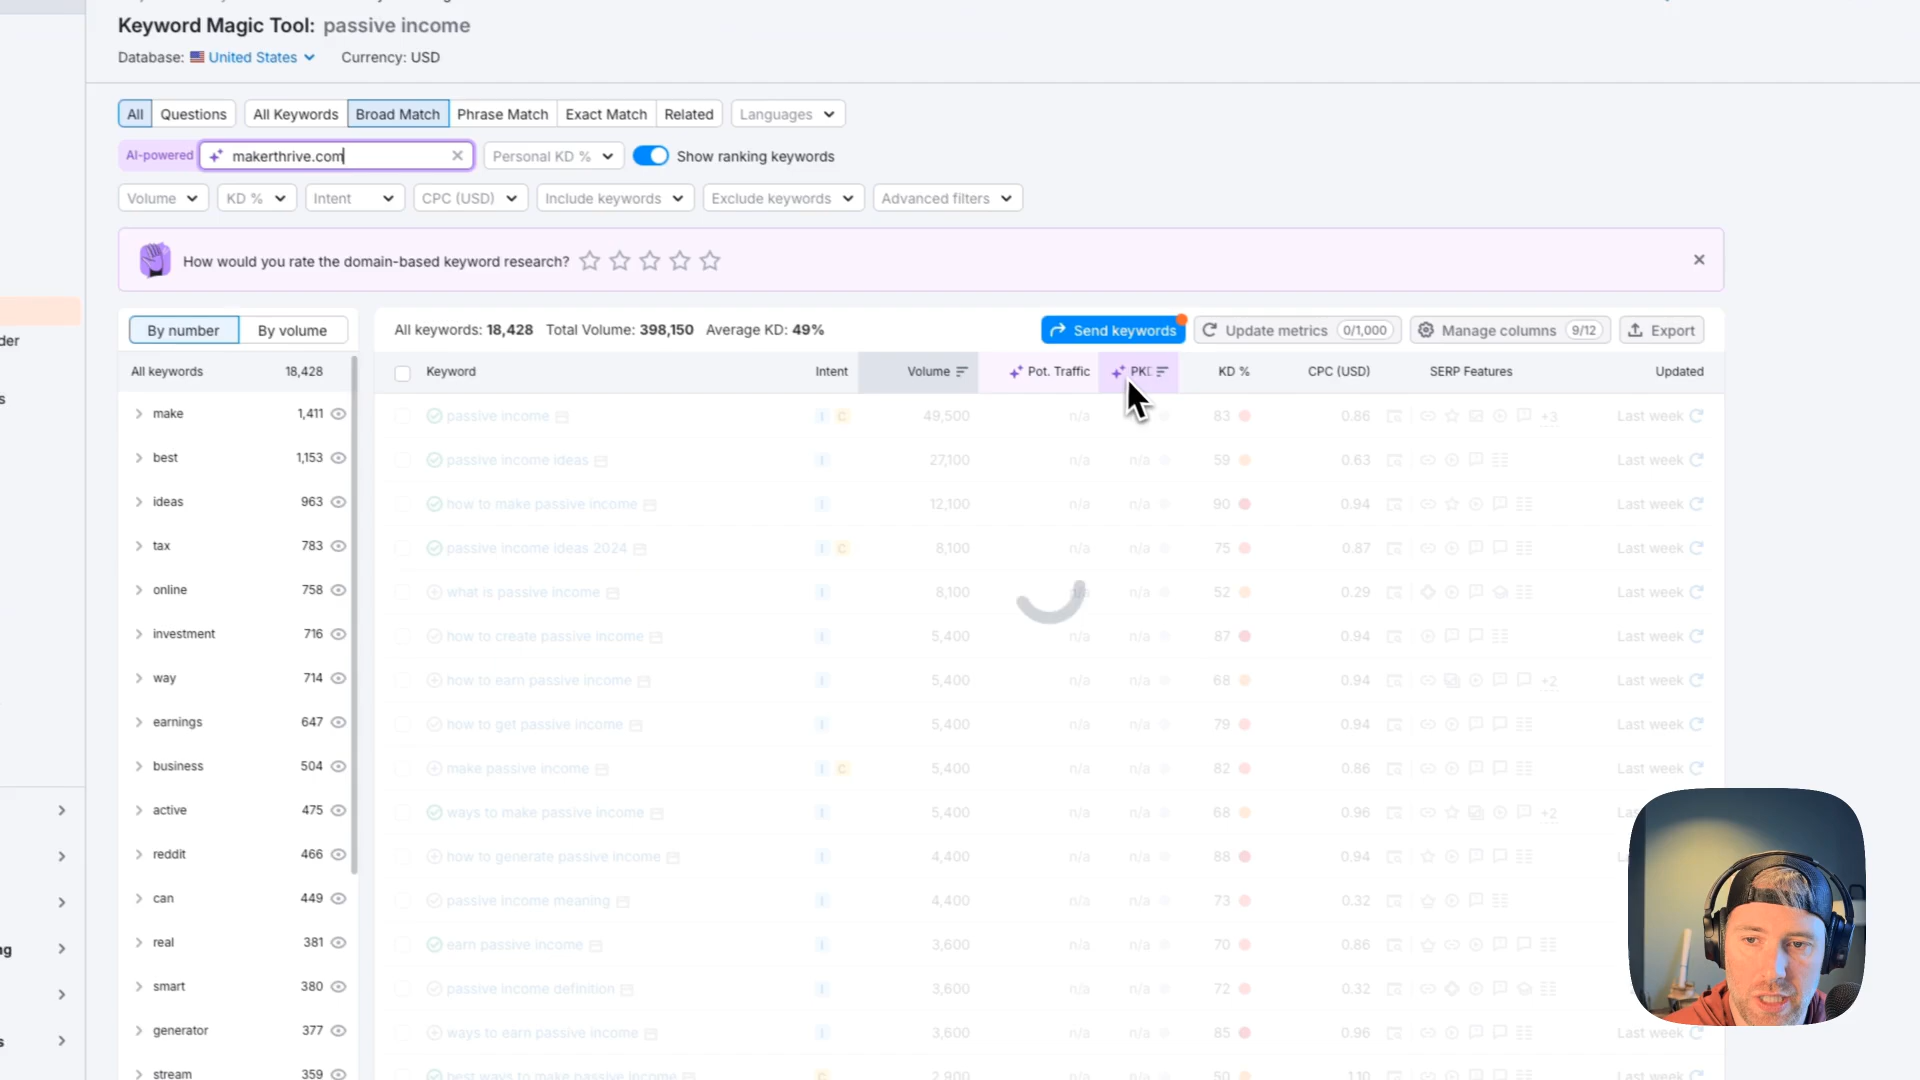 Keyword Magic Tool: passive income
Database: United States Currency: USD
All Questions All Keywords Broad Match Phrase Match Exact Match Related Languages
AI-powered makerthrive.com Personal KD % Show ranking keywords
Volume KD % Intent CPC (USD) Include keywords Exclude keywords Advanced filters
How would you rate the domain-based keyword research?
By number By volume All keywords: 18,428 Total Volume: 398,150 Average KD: 49% Send keywords Update metrics 0/1,000 Manage columns 9/12 Export
All keywords 18,428 Keyword Intent Volume Pot. Traffic PKD KD % CPC (USD) SERP Features Updated
make 1,411 passive income I C 49,500 n/a 83 0.86 +3 Last week
best 1,153 passive income ideas I 27,100 n/a n/a 59 0.63 Last week
ideas 963 how to make passive income I 12,100 n/a n/a 90 0.94 Last week
tax 783 passive income ideas 2024 I C 8,100 n/a n/a 75 0.87 Last week
online 758 what is passive income I 8,100 n/a n/a 52 0.29 Last week
investment 716 how to create passive income I 5,400 n/a n/a 87 0.94 Last week
way 714 how to earn passive income I 5,400 n/a n/a 68 0.94 +2 Last week
earnings 647 how to get passive income I 5,400 n/a n/a 79 0.94 Last week
business 504 make passive income I C 5,400 n/a n/a 82 0.86 Last week
active 475 ways to make passive income I 5,400 n/a n/a 68 0.96 +2
reddit 466 how to generate passive income I 4,400 n/a n/a 88 0.94
can 449 passive income meaning I 4,400 n/a n/a 73 0.32
real 381 earn passive income I 3,600 n/a n/a 70 0.86
smart 380 passive income definition I 3,600 n/a n/a 72 0.32
generator 377 ways to earn passive income I 3,600 n/a n/a 85 0.96 Last week
stream 359 best ways to make passive income C 2,900 n/a n/a 50 1.10 Last week
der
s
ng
s